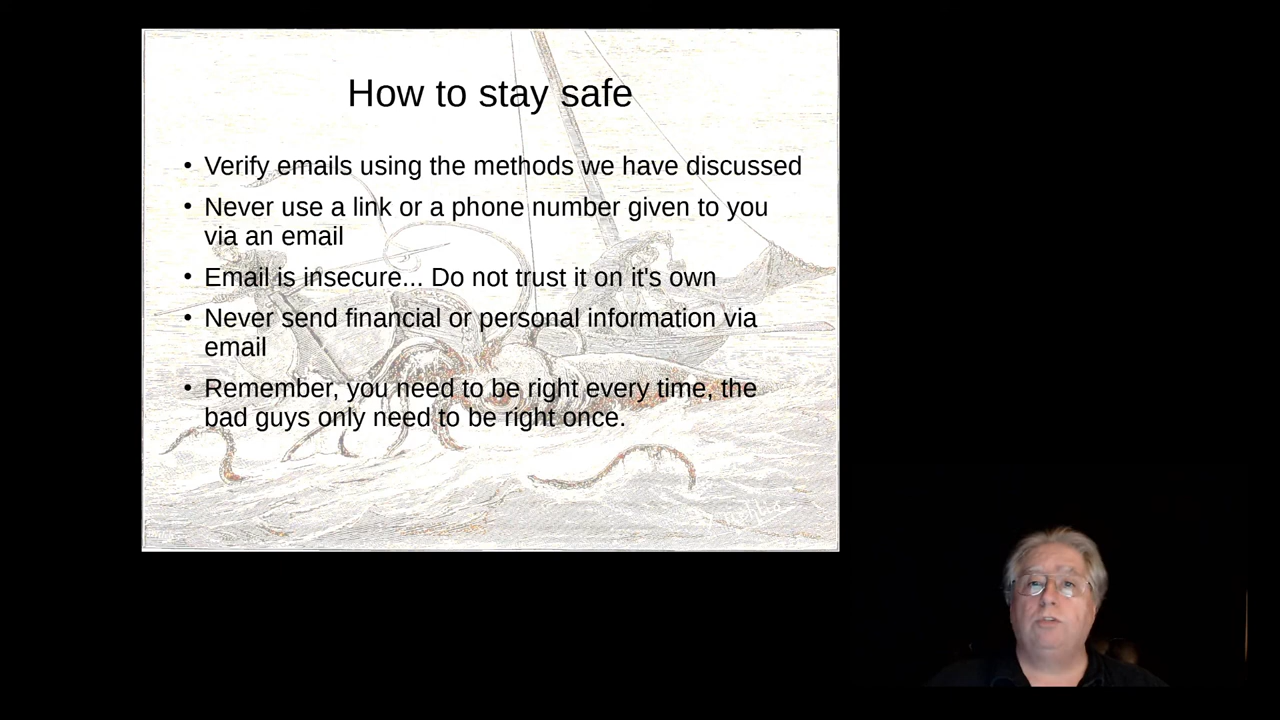 How to stay safe
• Verify emails using the methods we have discussed
• Never use a link or a phone number given to you
via an email
• Email is insecure... Do not trust it on it's own
• Never send financial or personal information via
email
• Remember, you need to be right every time, the
bad guys only need to be right once.